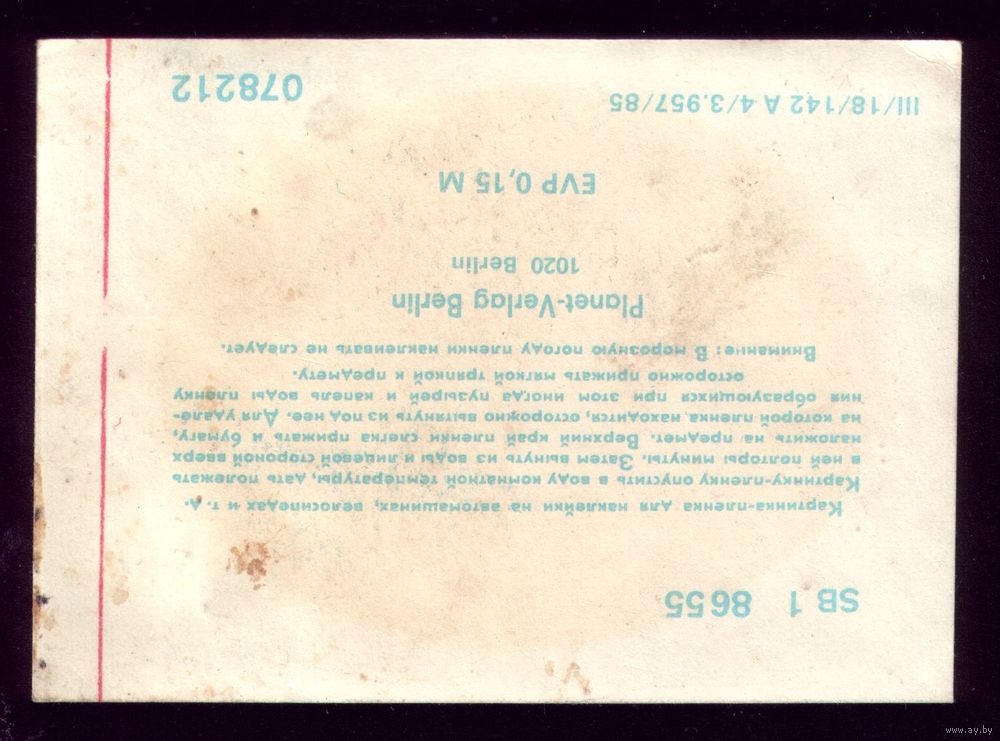 SB 1 8655
Картинка-пленка для наклейки на автомашинах, велосипедах и т. д.
Картинку-пленку опустить в воду комнатной температуры, дать полежать
в ней полторы минуты. Затем вынуть из воды и лицевой стороной вверх
наложить на предмет. Верхний край пленки слегка прижать и бумагу,
на которой пленка находится, осторожно вытянуть из под нее. Для удале-
ния образующихся при этом иногда пузырей и капель воды пленку
осторожно прижать мягкой тряпкой к предмету.
Внимание: В морозную погоду пленки наклеивать не следует.
Planet-Verlag Berlin
1020 Berlin
EVP 0,15 M
III/18/142 A 4/3.957/85 078212
www.ay.by